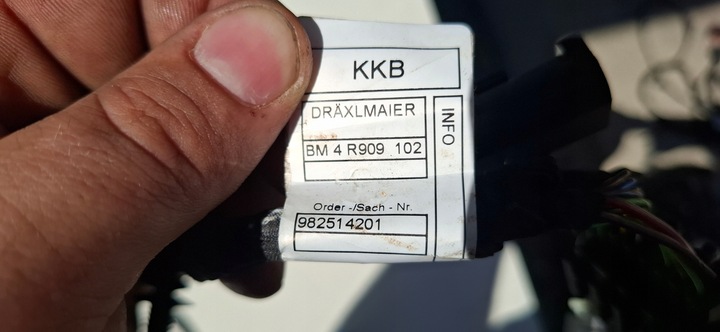 KKB
DRÄXLMAIER
INFO
BM 4 R909 102
Order -/Sach - Nr.
982514201